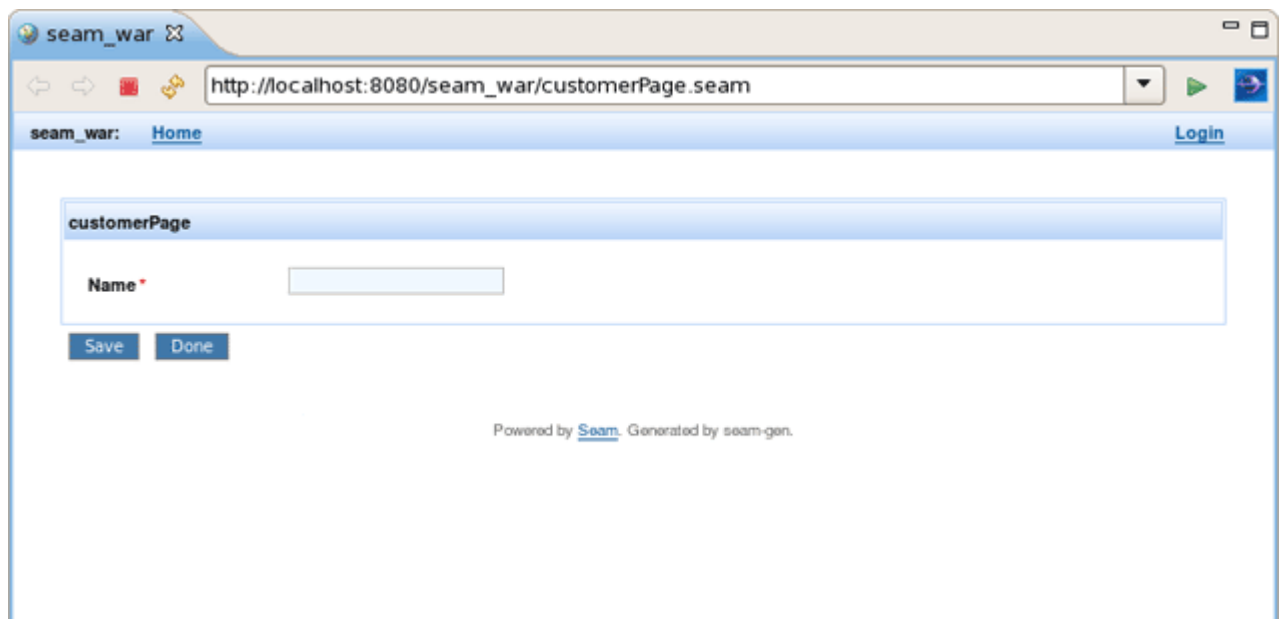 seam_war
http://localhost:8080/seam_war/customerPage.seam
seam_war: Home Login
customerPage
Name*
Save Done
Powered by Seam. Generated by seam-gen.